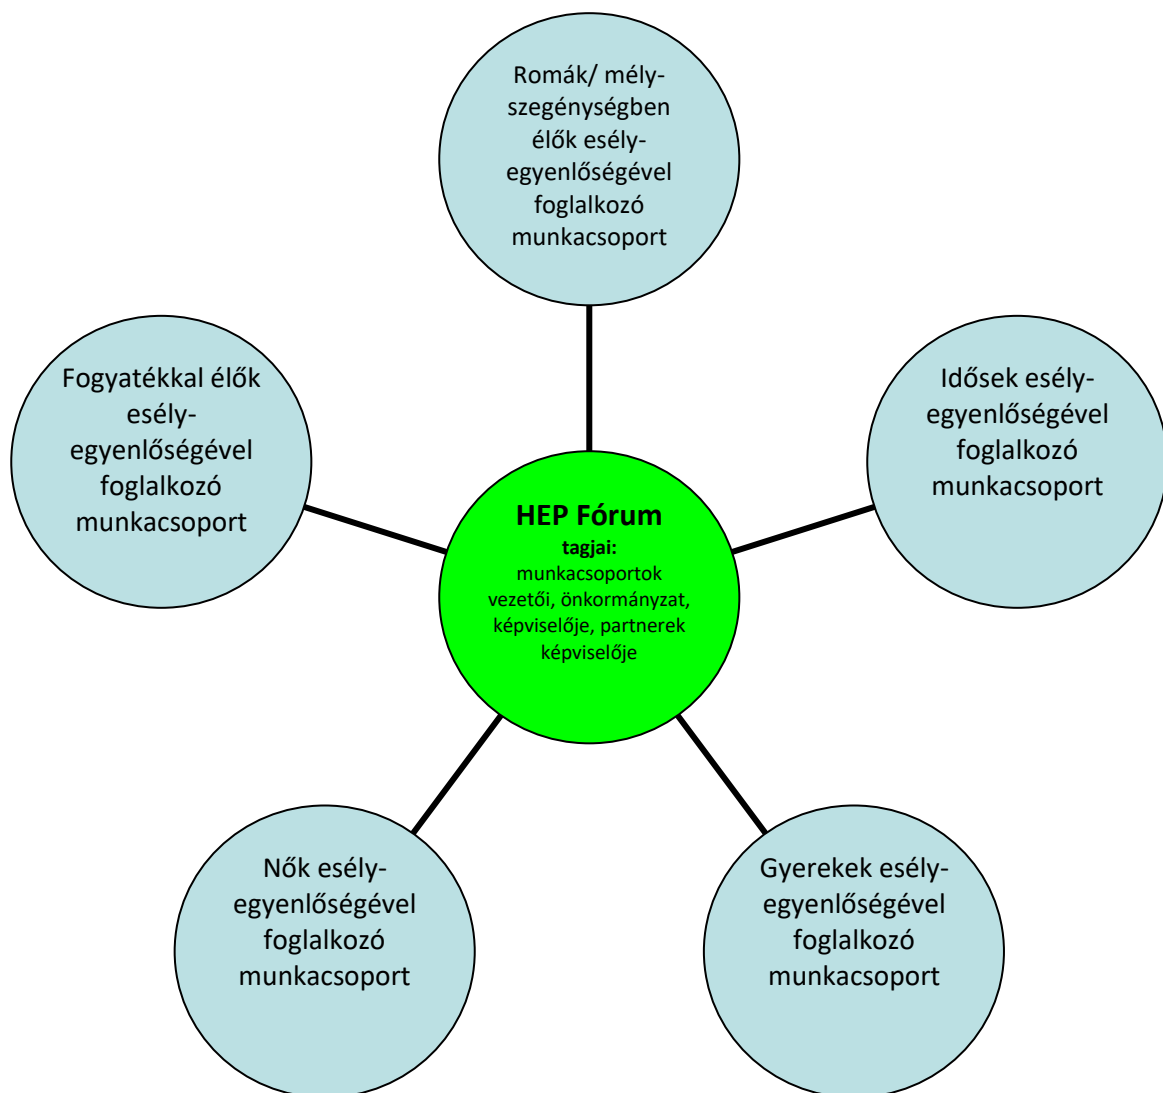 Romák/ mély-
szegénységben
élők esély-
egyenlőségével
foglalkozó
munkacsoport
Fogyatékkal élők
esély-
egyenlőségével
foglalkozó
munkacsoport
Idősek esély-
egyenlőségével
foglalkozó
munkacsoport
HEP Fórum
tagjai:
munkacsoportok
vezetői, önkormányzat,
képviselője, partnerek
képviselője
Nők esély-
egyenlőségével
foglalkozó
munkacsoport
Gyerekek esély-
egyenlőségével
foglalkozó
munkacsoport